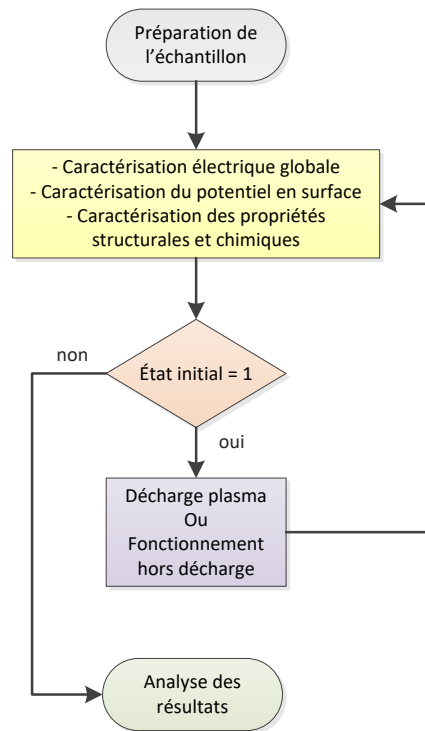 Préparation de
l'échantillon
- Caractérisation électrique globale
- Caractérisation du potentiel en surface
- Caractérisation des propriétés
structurales et chimiques
non
État initial = 1
oui
Décharge plasma
Ou
Fonctionnement
hors décharge
Analyse des
résultats